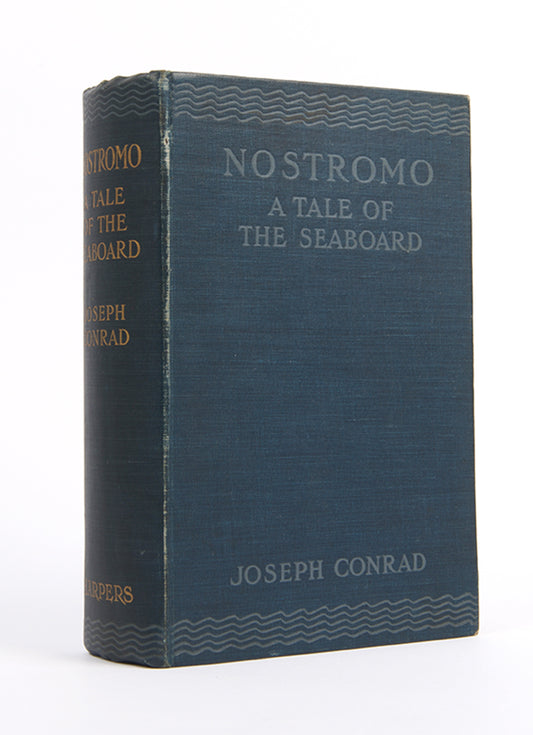 NOSTROMO
A TALE
OF THE
SEABOARD
JOSEPH
CONRAD
HARPERS
NOSTROMO
A TALE OF
THE SEABOARD
JOSEPH CONRAD